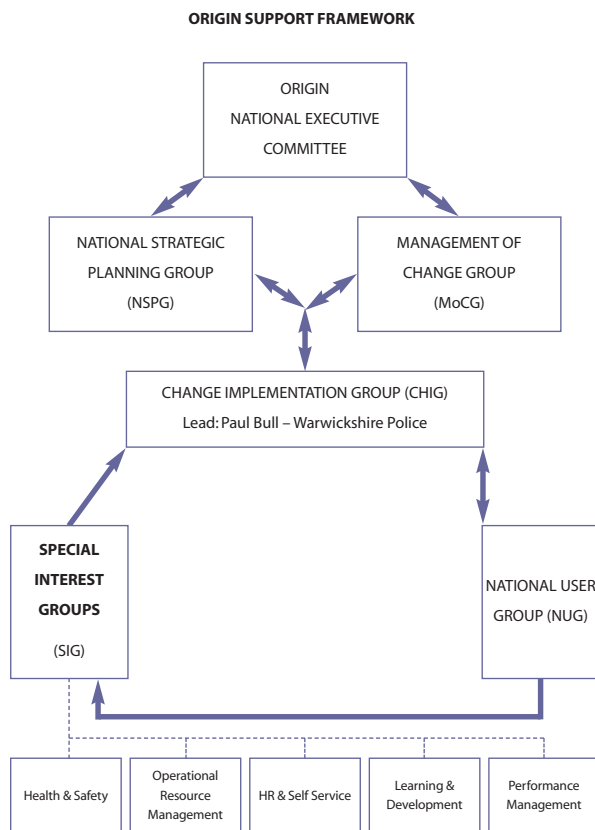 ORIGIN SUPPORT FRAMEWORK
ORIGIN
NATIONAL EXECUTIVE
COMMITTEE
NATIONAL STRATEGIC
PLANNING GROUP
(NSPG)
MANAGEMENT OF
CHANGE GROUP
(MoCG)
CHANGE IMPLEMENTATION GROUP (CHIG)
Lead: Paul Bull – Warwickshire Police
SPECIAL
INTEREST
GROUPS
(SIG)
NATIONAL USER
GROUP (NUG)
Health & Safety
Operational
Resource
Management
HR & Self Service
Learning &
Development
Performance
Management